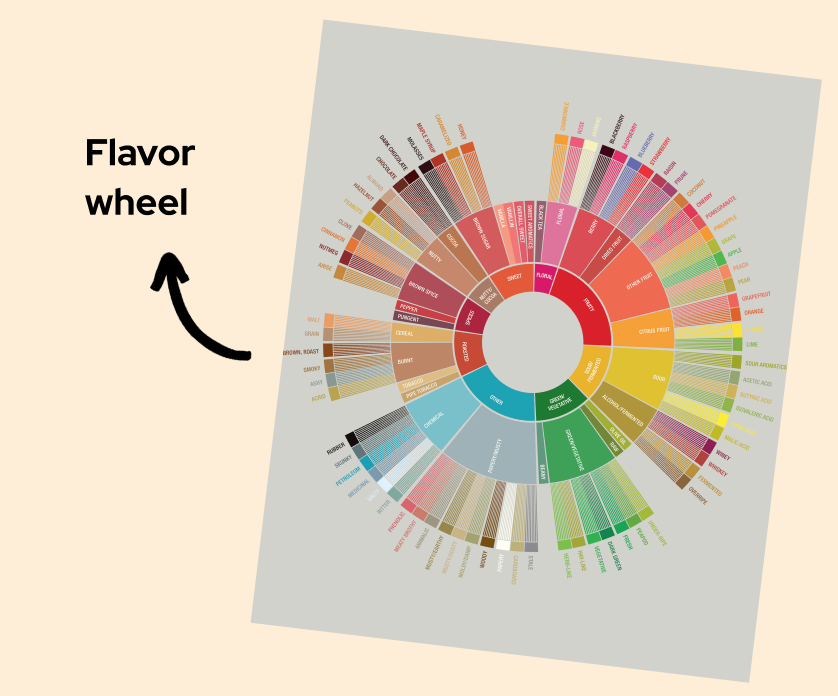 Flavor
wheel
FLORAL
FRUITY
SOUR/
FERMENTED
GREEN/
VEGETATIVE
OTHER
ROASTED
SPICES
NUTTY/
COCOA
SWEET
BLACK TEA
FLORAL
BERRY
DRIED FRUIT
OTHER FRUIT
CITRUS FRUIT
SOUR
ALCOHOL/FERMENTED
OLIVE OIL
RAW
GREEN/VEGETATIVE
BEANY
PAPERY/MUSTY
CHEMICAL
PIPE TOBACCO
TOBACCO
BURNT
CEREAL
PUNGENT
PEPPER
BROWN SPICE
NUTTY
COCOA
BROWN SUGAR
VANILLA
VANILLIN
OVERALL SWEET
SWEET AROMATICS
CHAMOMILE
ROSE
JASMINE
BLACKBERRY
RASPBERRY
BLUEBERRY
STRAWBERRY
RAISIN
PRUNE
COCONUT
CHERRY
POMEGRANATE
PINEAPPLE
GRAPE
APPLE
PEACH
PEAR
GRAPEFRUIT
ORANGE
LIME
SOUR AROMATICS
ACETIC ACID
BUTYRIC ACID
ISOVALERIC ACID
MALIC ACID
WINEY
WHISKEY
FERMENTED
OVERRIPE
UNDER-RIPE
PEAPOD
FRESH
DARK GREEN
VEGETATIVE
HAY-LIKE
HERB-LIKE
STALE
CARDBOARD
PAPERY
WOODY
MOLDY/DAMP
MUSTY/DUSTY
MUSTY/EARTHY
ANIMALIC
MEATY BROTHY
PHENOLIC
BITTER
SALTY
MEDICINAL
PETROLEUM
SKUNKY
RUBBER
ACRID
ASHY
SMOKY
BROWN, ROAST
GRAIN
MALT
ANISE
NUTMEG
CINNAMON
CLOVE
PEANUTS
HAZELNUT
ALMOND
CHOCOLATE
DARK CHOCOLATE
MOLASSES
MAPLE SYRUP
CARAMELIZED
HONEY